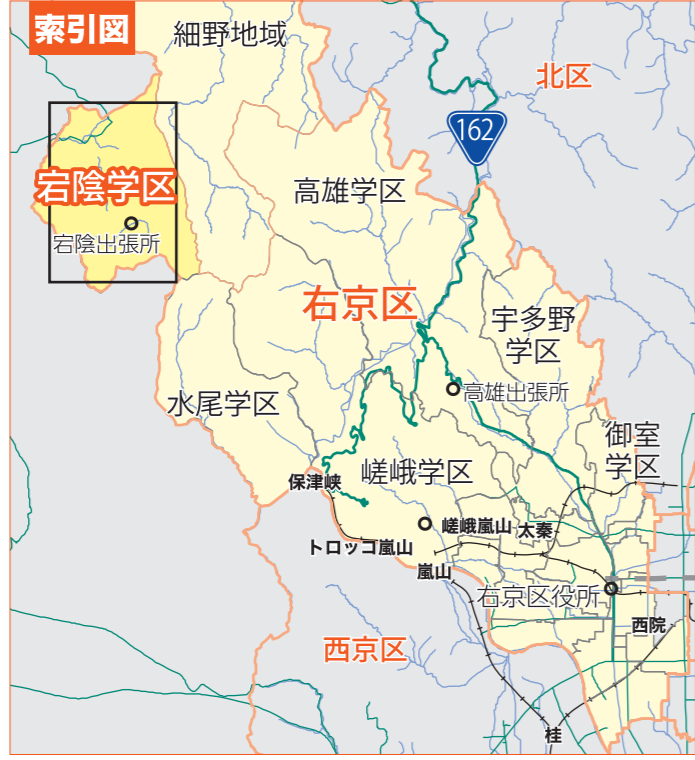 索引図
細野地域
北区
162
宕陰学区
高雄学区
宕陰出張所
右京区
宇多野
学区
水尾学区
高雄出張所
御室
学区
嵯峨学区
保津峡
嵯峨嵐山
太秦
トロッコ嵐山
嵐山
右京区役所
西院
西京区
桂